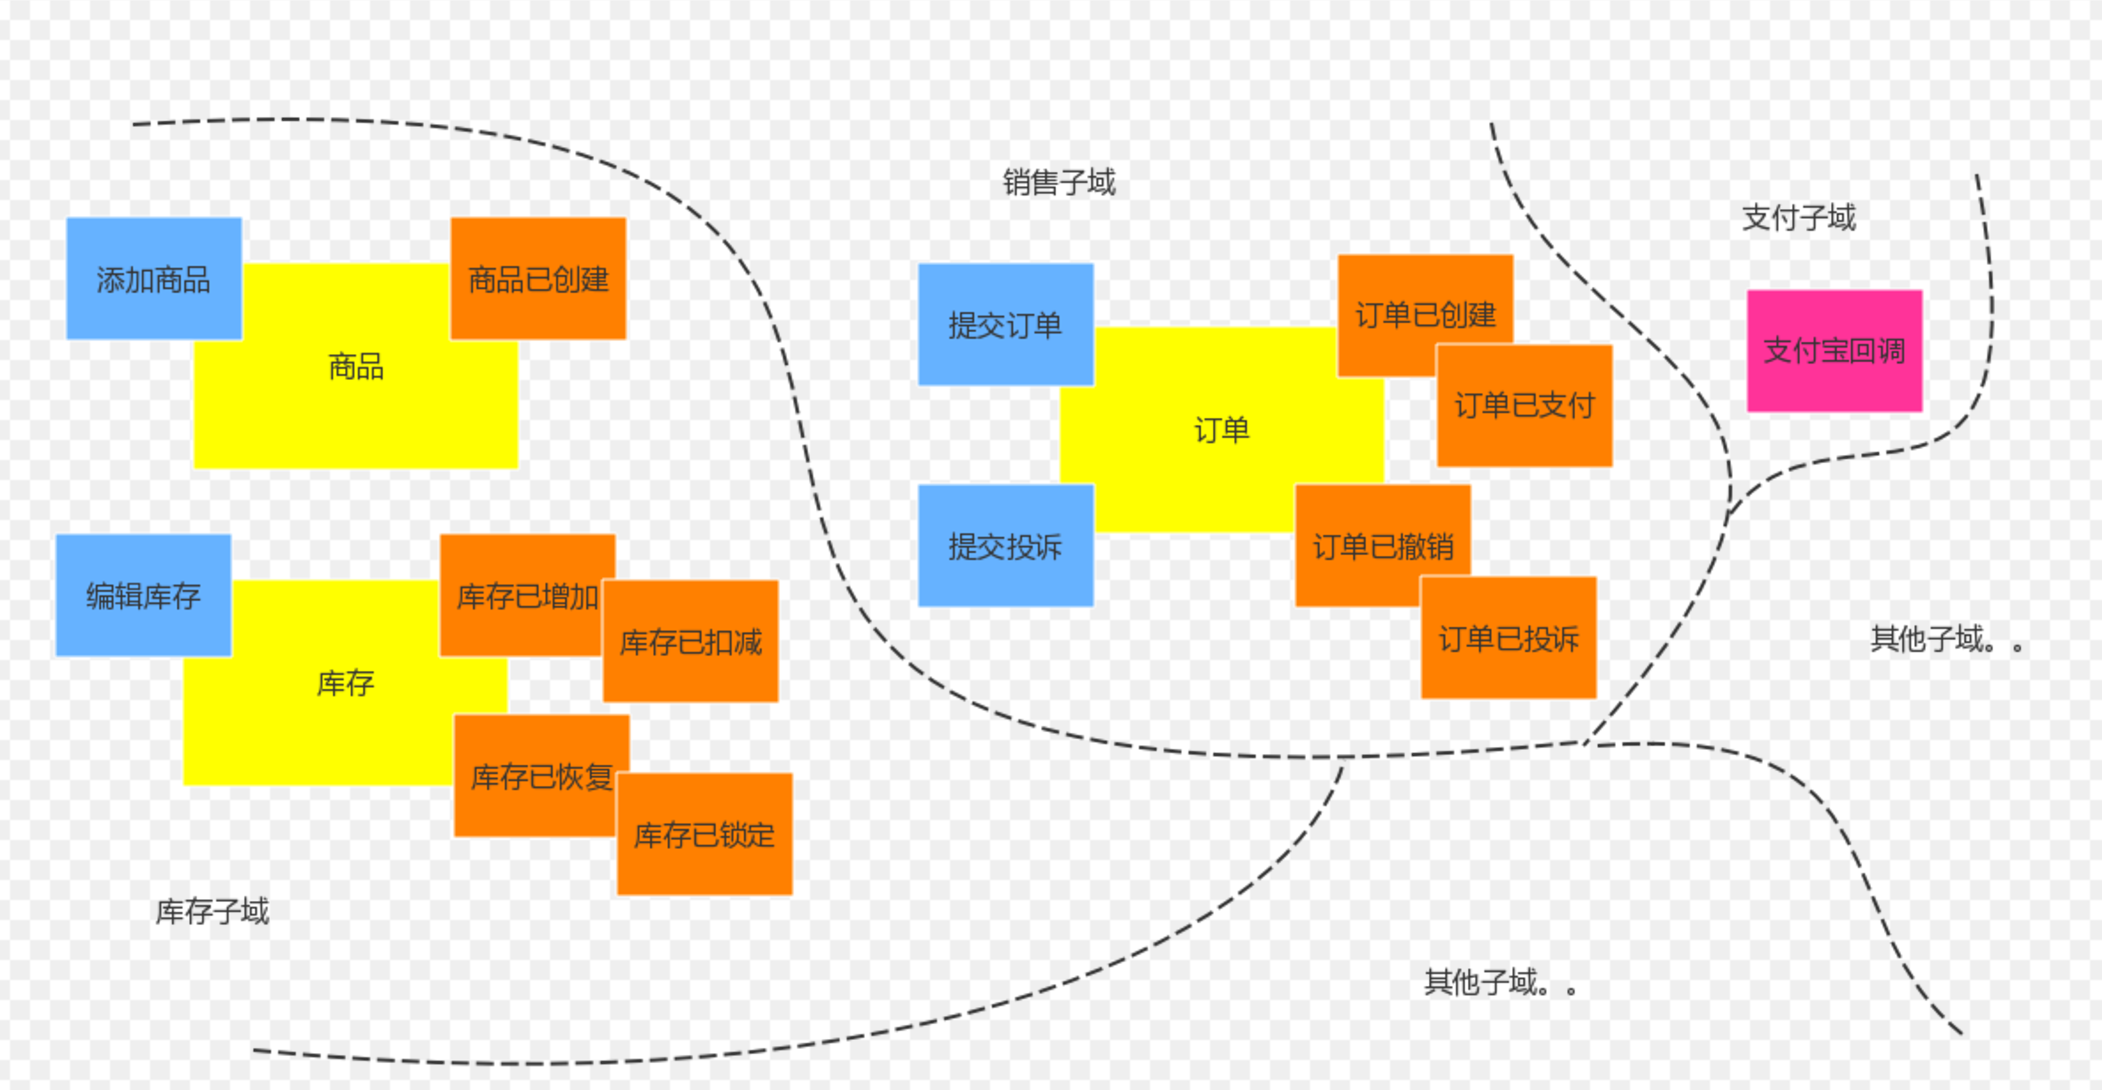 销售子域
支付子域
添加商品
商品已创建
商品
提交订单
订单已创建
订单已支付
订单
提交投诉
订单已撤销
订单已投诉
支付宝回调
编辑库存
库存已增加
库存已扣减
库存
库存已恢复
库存已锁定
库存子域
其他子域。。
其他子域。。